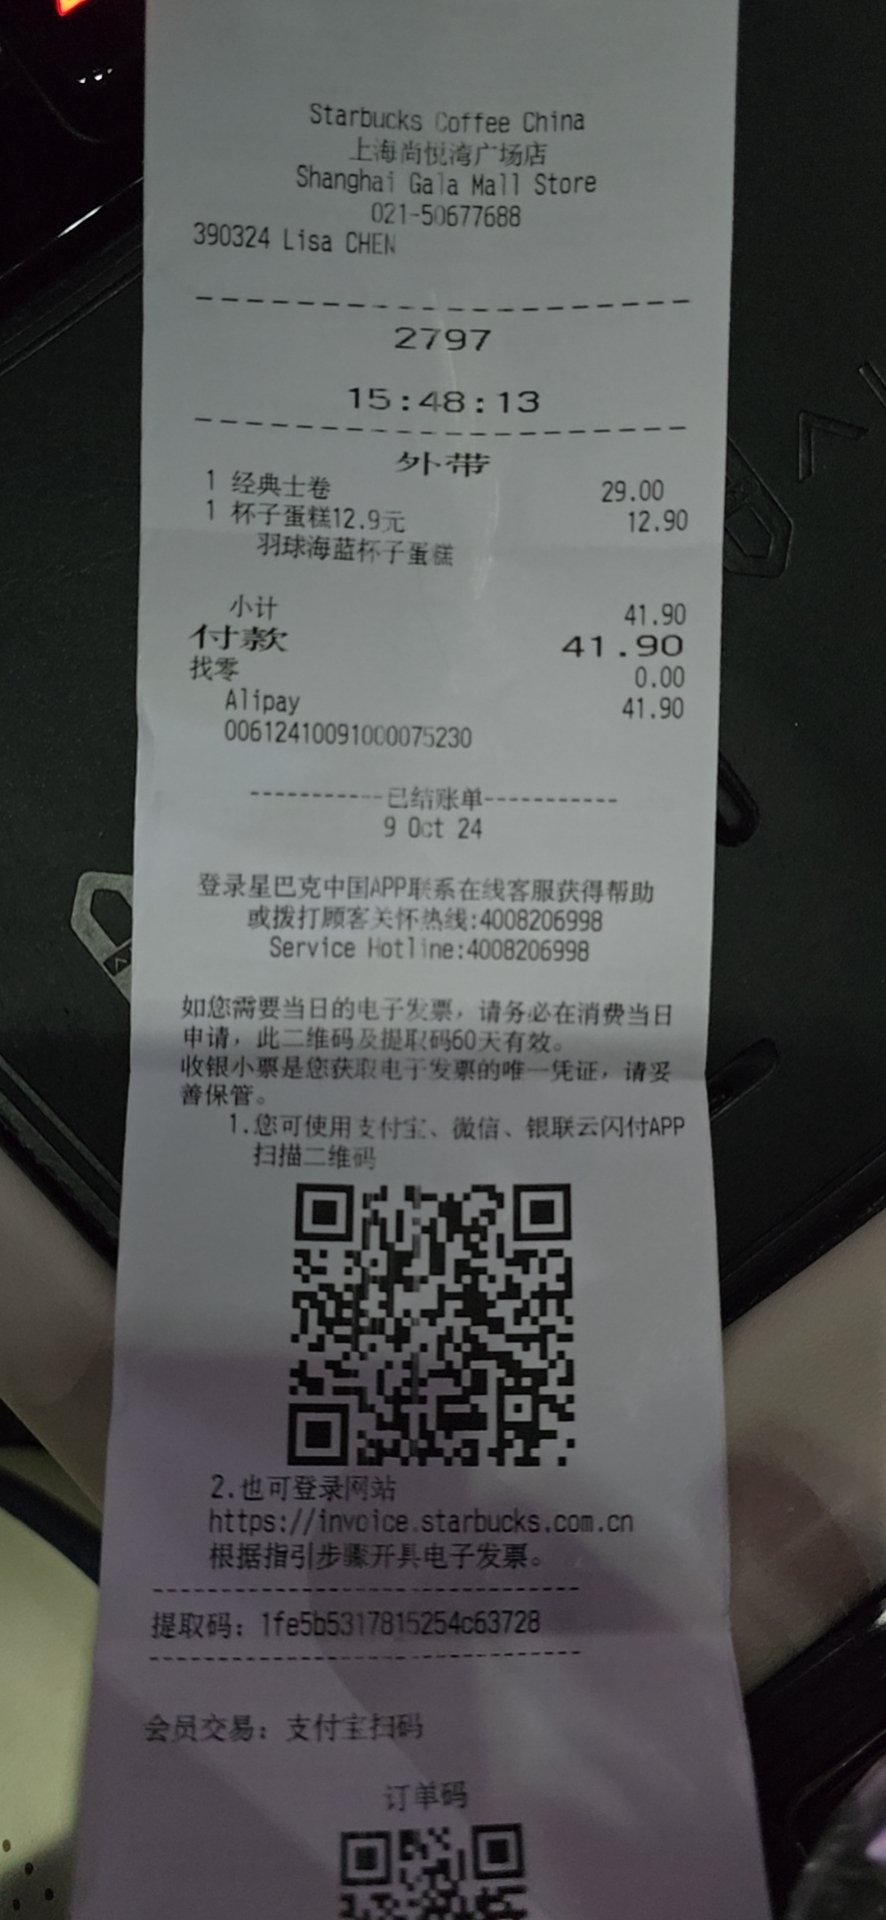 Starbucks Coffee China
上海尚悦湾广场店
Shanghai Gala Mall Store
021-50677688
390324 Lisa CHEN
2797
15:48:13
外带
1 经典士卷 29.00
1 杯子蛋糕12.9元 12.90
羽球海蓝杯子蛋糕
小计 41.90
付款 41.90
找零 0.00
Alipay 41.90
00612410091000075230
-----------已结账单-----------
9 Oct 24
登录星巴克中国APP联系在线客服获得帮助
或拨打顾客关怀热线:4008206998
Service Hotline:4008206998
如您需要当日的电子发票，请务必在消费当日
申请，此二维码及提取码60天有效。
收银小票是您获取电子发票的唯一凭证，请妥
善保管。
1.您可使用支付宝、微信、银联云闪付APP
扫描二维码
2.也可登录网站
https://invoice.starbucks.com.cn
根据指引步骤开具电子发票。
提取码：1fe5b5317815254c63728
会员交易：支付宝扫码
订单码